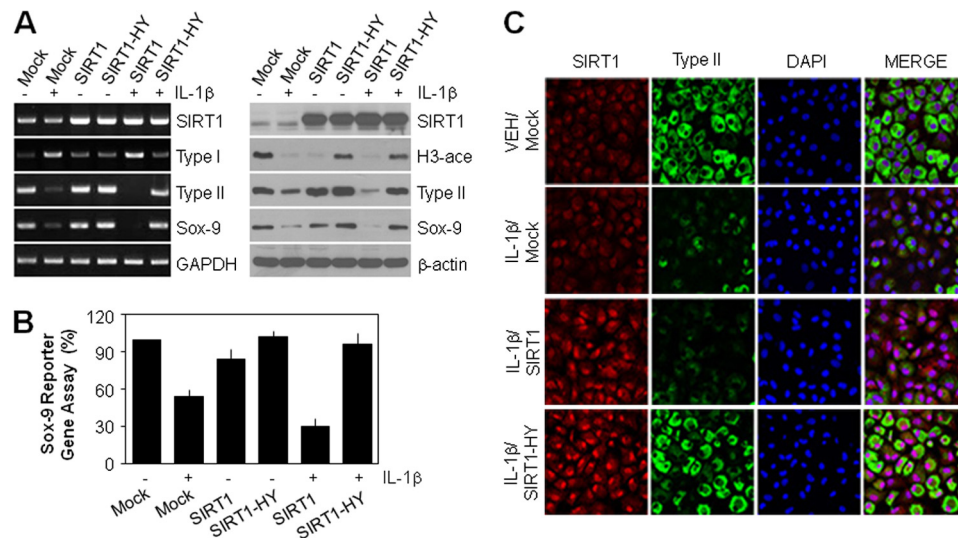 A
Mock Mock SIRT1 SIRT1-HY SIRT1 SIRT1-HY
- + - - + + IL-1β
SIRT1
Type I
Type II
Sox-9
GAPDH
Mock Mock SIRT1 SIRT1-HY SIRT1 SIRT1-HY
- + - - + + IL-1β
SIRT1
H3-ace
Type II
Sox-9
β-actin
B
Sox-9 Reporter
Gene Assay (%)
120
90
60
30
0
- + - - + + IL-1β
Mock Mock SIRT1 SIRT1-HY SIRT1 SIRT1-HY
C
SIRT1 Type II DAPI MERGE
VEH/
Mock
IL-1β/
Mock
IL-1β/
SIRT1
IL-1β/
SIRT1-HY